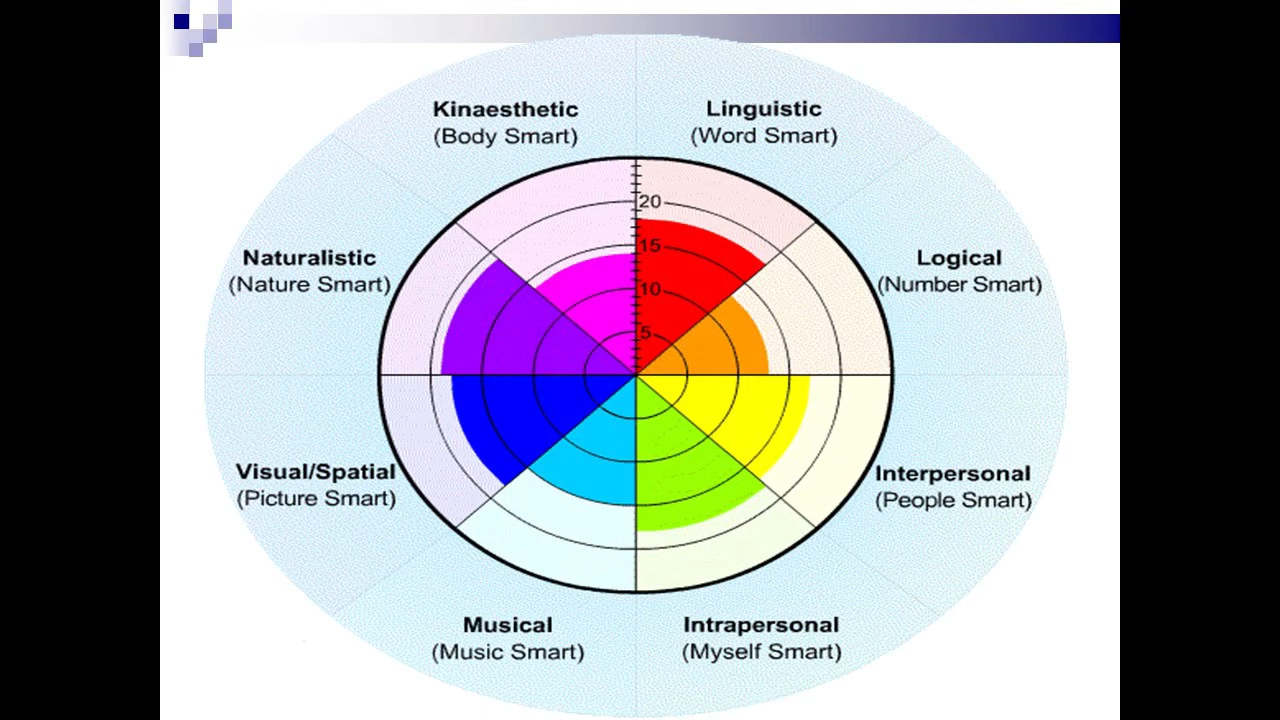 Kinaesthetic
(Body Smart)
Linguistic
(Word Smart)
20
15
10
5
Naturalistic
(Nature Smart)
Logical
(Number Smart)
Visual/Spatial
(Picture Smart)
Interpersonal
(People Smart)
Musical
(Music Smart)
Intrapersonal
(Myself Smart)